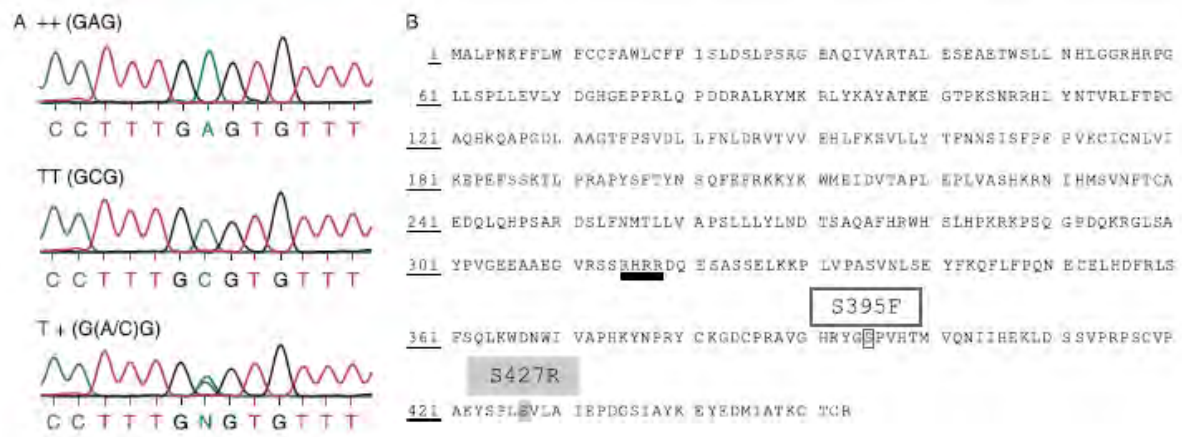 A ++ (GAG)
C C T T T G A G T G T T T
TT (GCG)
C C T T T G C G T G T T T
T + (G(A/C)G)
C C T T T G N G T G T T T
B
1 MALPNKFFLW FCCFAWLCFP ISLDSLPSRG EAQIVARTAL ESEAETWSLL NHLGGRHRPG
61 LLSPLLEVLY DGHGEPPRLQ PDDRALRYMK RLYKAYATKE GTPKSNRRHL YNTVRLFTPC
121 AQHKQAPGDL AAGTFPSVDL LFNLDRVTVV EHLFKSVLLY TFNNSISFPF PVKCICNLVI
181 KEPEFSSKTL PRAPYSFTYN SQFEFRKKYK WMEIDVTAPL EPLVASHKRN IHMSVNFTCA
241 EDQLQHPSAR DSLFNMTLLV APSLLLYLND TSAQAFHRWH SLHPKRKPSQ GPDQKRGLSA
301 YPVGEEAAEG VRSSRHRRDQ ESASSELKKP LVPASVNLSE YFKQFLFPQN ECELHDFRLS
S395F
361 FSQLKWDNWI VAPHKYNPRY CKGDCPRAVG HRYGSPVHTM VQNIIHEKLD SSVPRPSCVP
S427R
421 AKYSPLSVLA IEPDGSIAYK EYEDMIATKC TCR